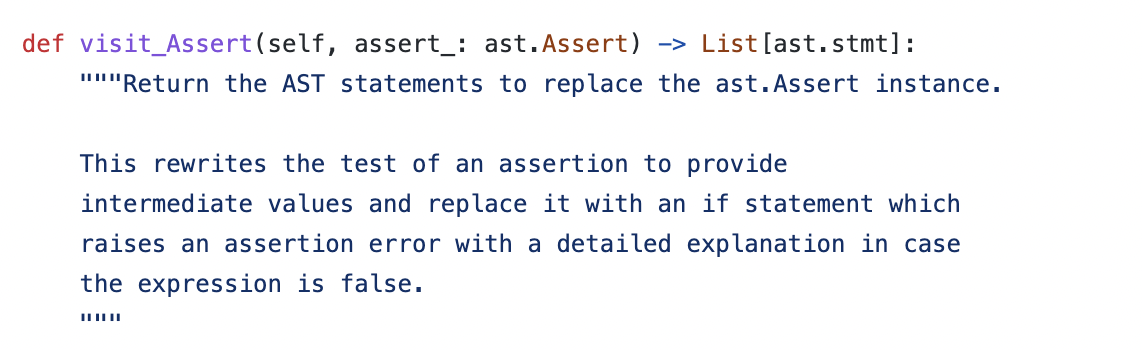 def visit_Assert(self, assert_: ast.Assert) -> List[ast.stmt]:
    """Return the AST statements to replace the ast.Assert instance.

    This rewrites the test of an assertion to provide
    intermediate values and replace it with an if statement which
    raises an assertion error with a detailed explanation in case
    the expression is false.
    """